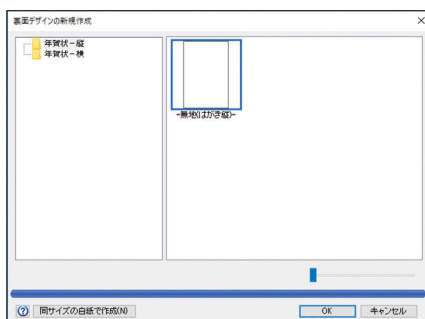 裏面デザインの新規作成
年賀状-縦
年賀状-横
-無地(はがき縦)-
同サイズの白紙で作成(N)
OK
キャンセル